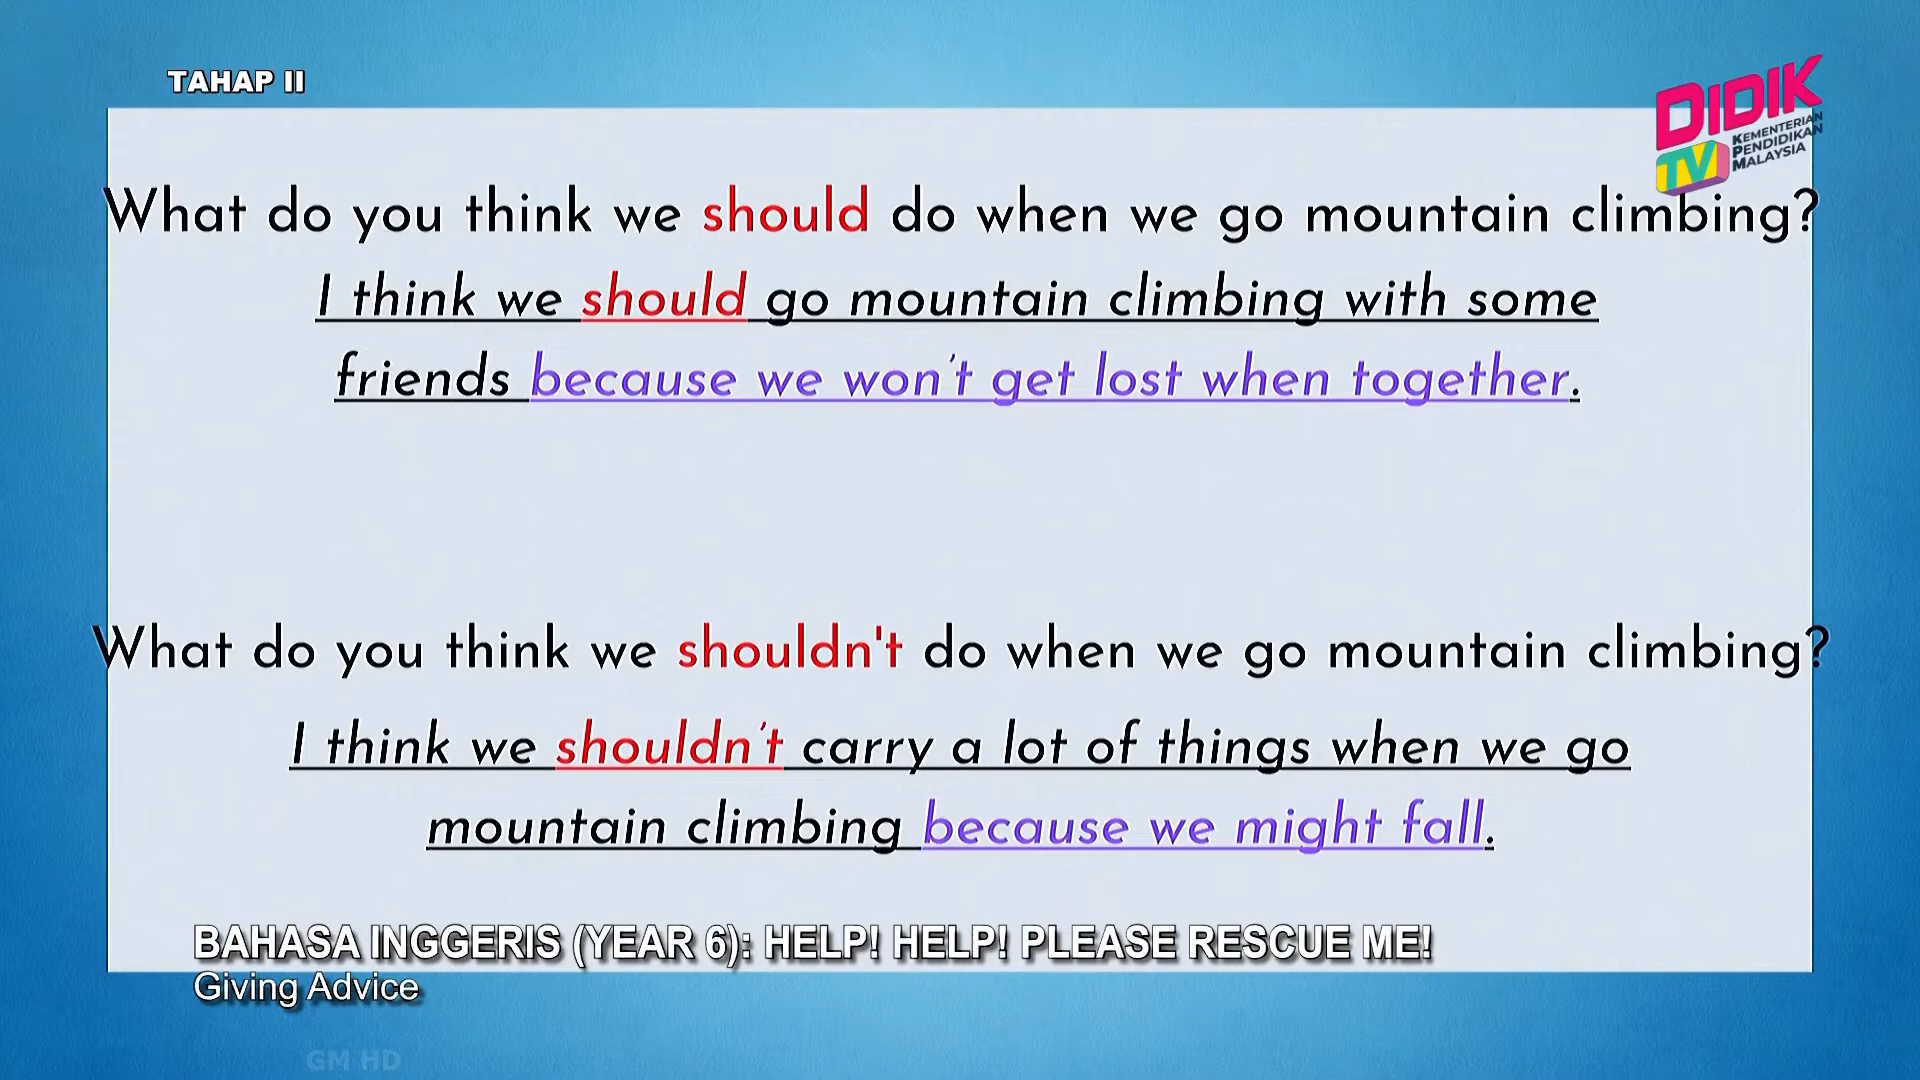 TAHAP II
DIDIK
TV
KEMENTERIAN
PENDIDIKAN
MALAYSIA
What do you think we should do when we go mountain climbing?
I think we should go mountain climbing with some
friends because we won't get lost when together.
What do you think we shouldn't do when we go mountain climbing?
I think we shouldn't carry a lot of things when we go
mountain climbing because we might fall.
BAHASA INGGERIS (YEAR 6): HELP! HELP! PLEASE RESCUE ME!
Giving Advice
GM HD